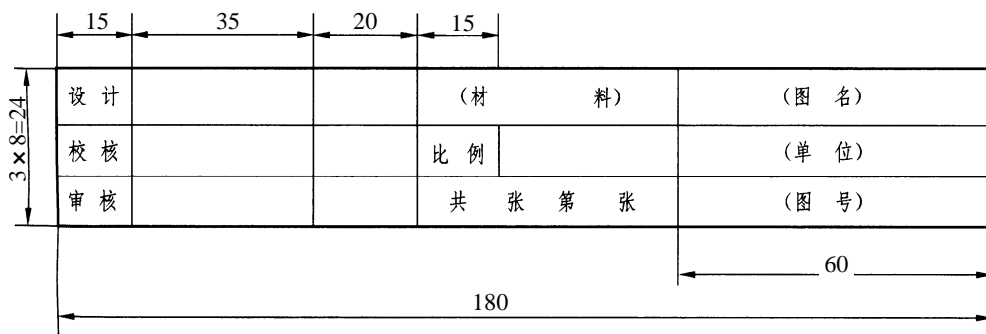 15 35 20 15
3×8=24
设计 (材 料) (图 名)
校核 比例 (单 位)
审核 共 张 第 张 (图 号)
60
180